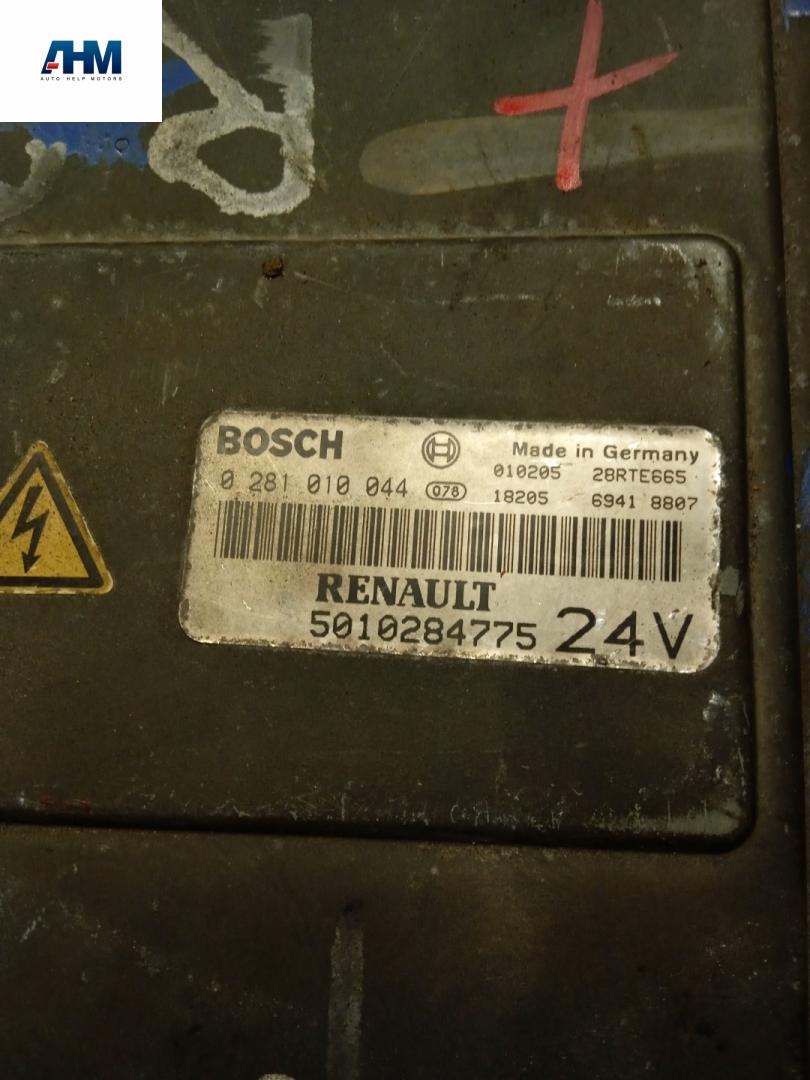 AHM
AUTO HELP MOTORS
BOSCH
Made in Germany
0 281 010 044
078
010205 28RTE665
18205 6941 8807
RENAULT
5010284775 24V